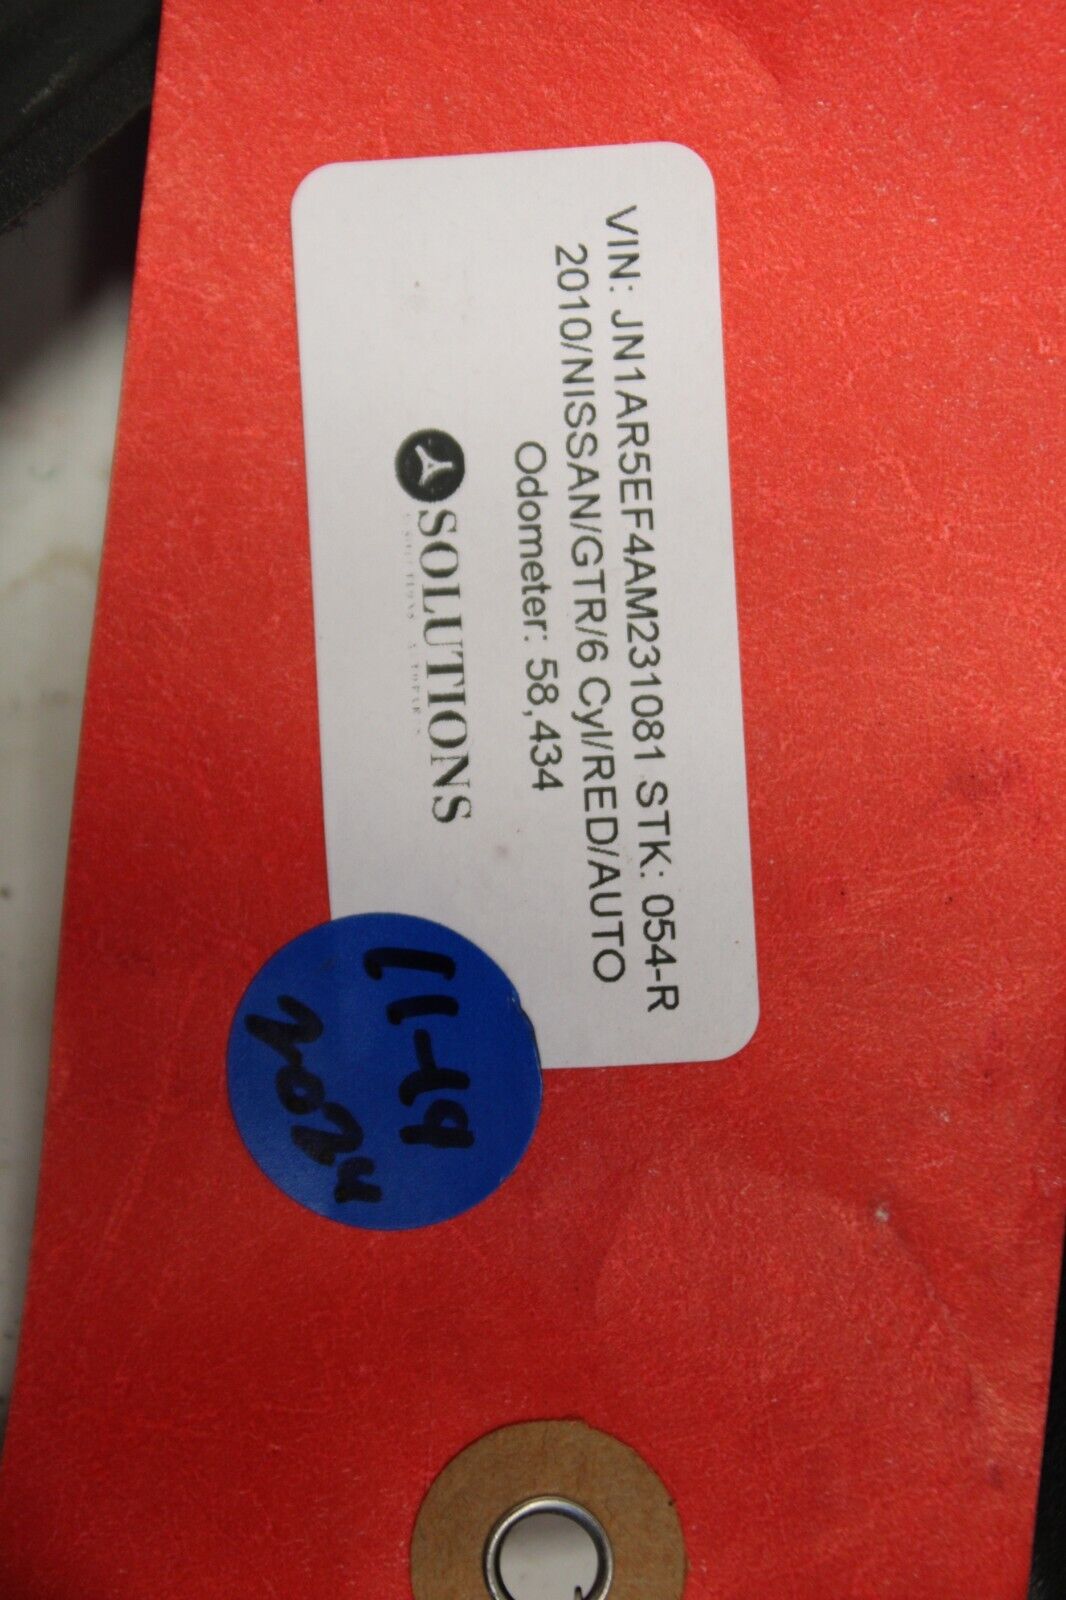 VIN: JN1AR5EF4AM231081 STK: 054-R
2010/NISSAN/GTR/6 Cyl/RED/AUTO
Odometer: 58,434
SOLUTIONS
11-19
2024